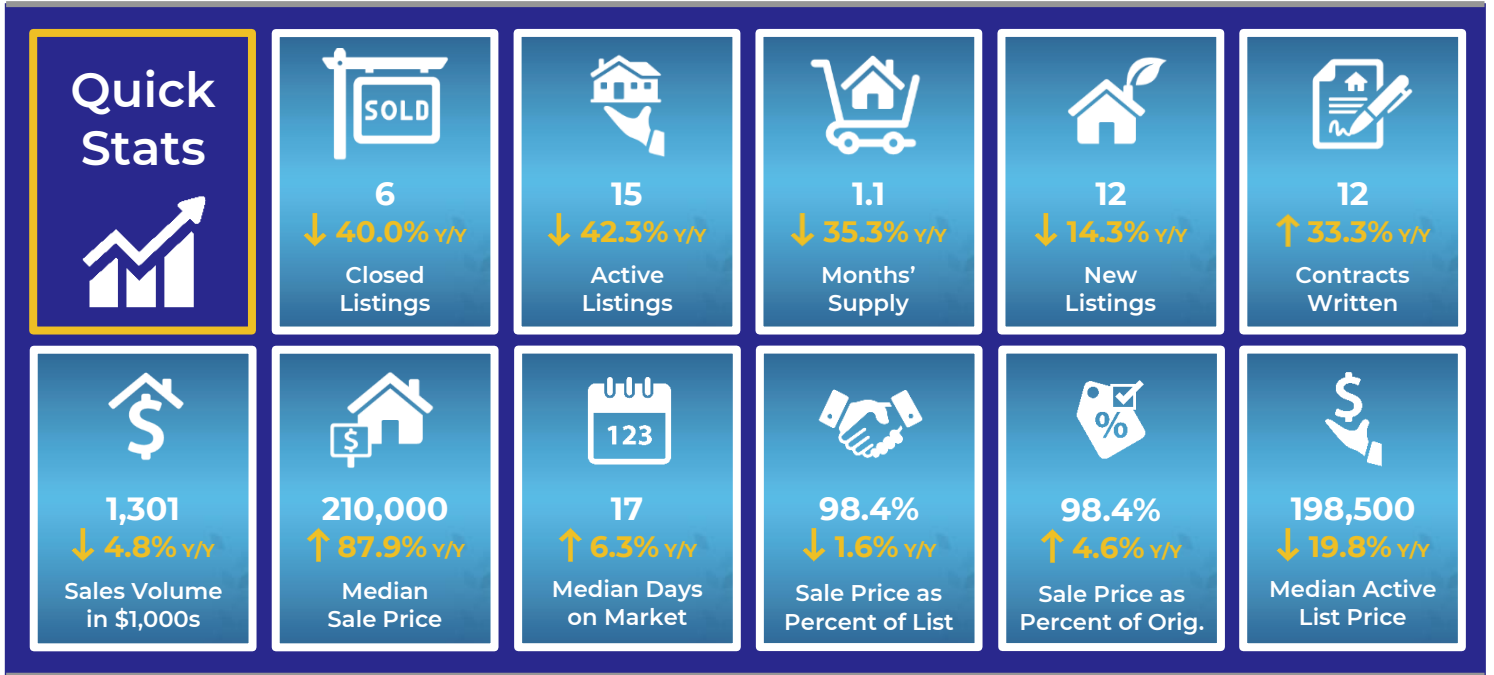 Quick
Stats
SOLD
6
↓ 40.0% Y/Y
Closed
Listings
15
↓ 42.3% Y/Y
Active
Listings
1.1
↓ 35.3% Y/Y
Months’
Supply
12
↓ 14.3% Y/Y
New
Listings
12
↑ 33.3% Y/Y
Contracts
Written
$
1,301
↓ 4.8% Y/Y
Sales Volume
in $1,000s
$
210,000
↑ 87.9% Y/Y
Median
Sale Price
123
17
↑ 6.3% Y/Y
Median Days
on Market
98.4%
↓ 1.6% Y/Y
Sale Price as
Percent of List
%
98.4%
↑ 4.6% Y/Y
Sale Price as
Percent of Orig.
$
198,500
↓ 19.8% Y/Y
Median Active
List Price